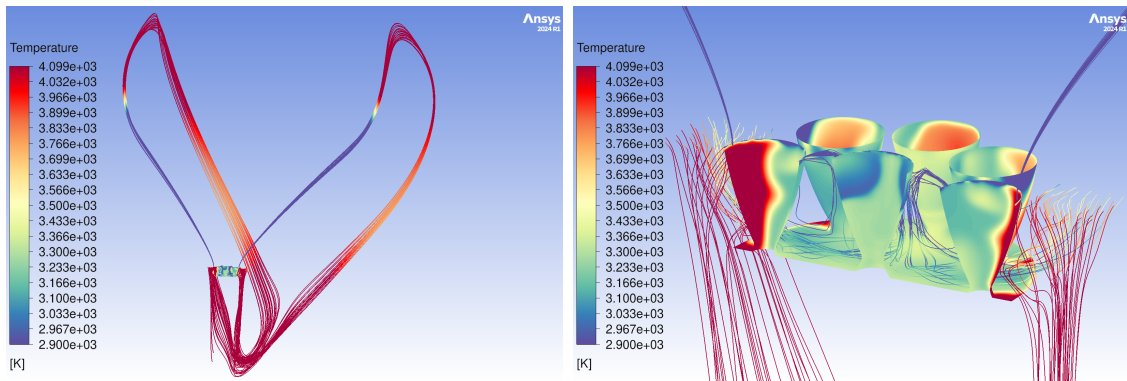 Ansys
2024 R1
Temperature
4.099e+03
4.032e+03
3.966e+03
3.899e+03
3.833e+03
3.766e+03
3.699e+03
3.633e+03
3.566e+03
3.500e+03
3.433e+03
3.366e+03
3.300e+03
3.233e+03
3.166e+03
3.100e+03
3.033e+03
2.967e+03
2.900e+03
[K]
Ansys
2024 R1
Temperature
4.099e+03
4.032e+03
3.966e+03
3.899e+03
3.833e+03
3.766e+03
3.699e+03
3.633e+03
3.566e+03
3.500e+03
3.433e+03
3.366e+03
3.300e+03
3.233e+03
3.166e+03
3.100e+03
3.033e+03
2.967e+03
2.900e+03
[K]